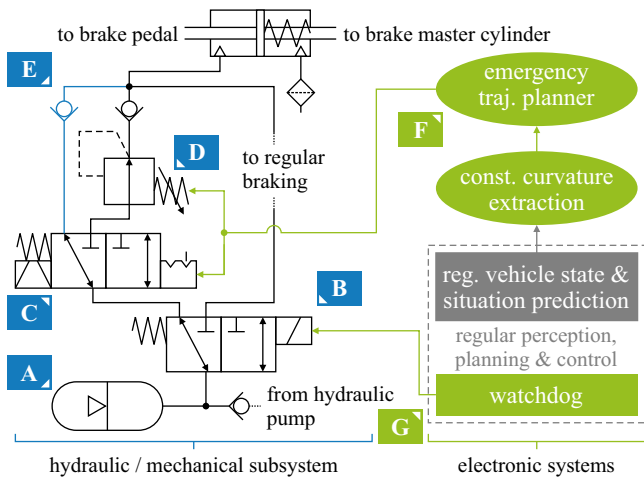 to brake pedal
to brake master cylinder
E
emergency
traj. planner
F
D
to regular
braking
const. curvature
extraction
reg. vehicle state &
situation prediction
B
C
regular perception,
planning & control
A
from hydraulic
pump
watchdog
G
hydraulic / mechanical subsystem
electronic systems